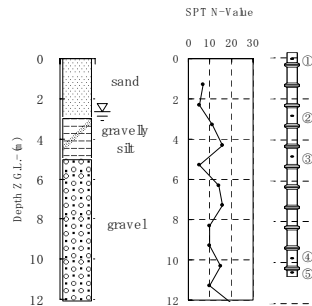 SPT N-Value
0 10 20 30
0
2
4
6
8
10
12
Depth Z G.L.-(m)
sand
gravelly
silt
gravel
0
2
4
6
8
10
12
①
②
③
④
⑤